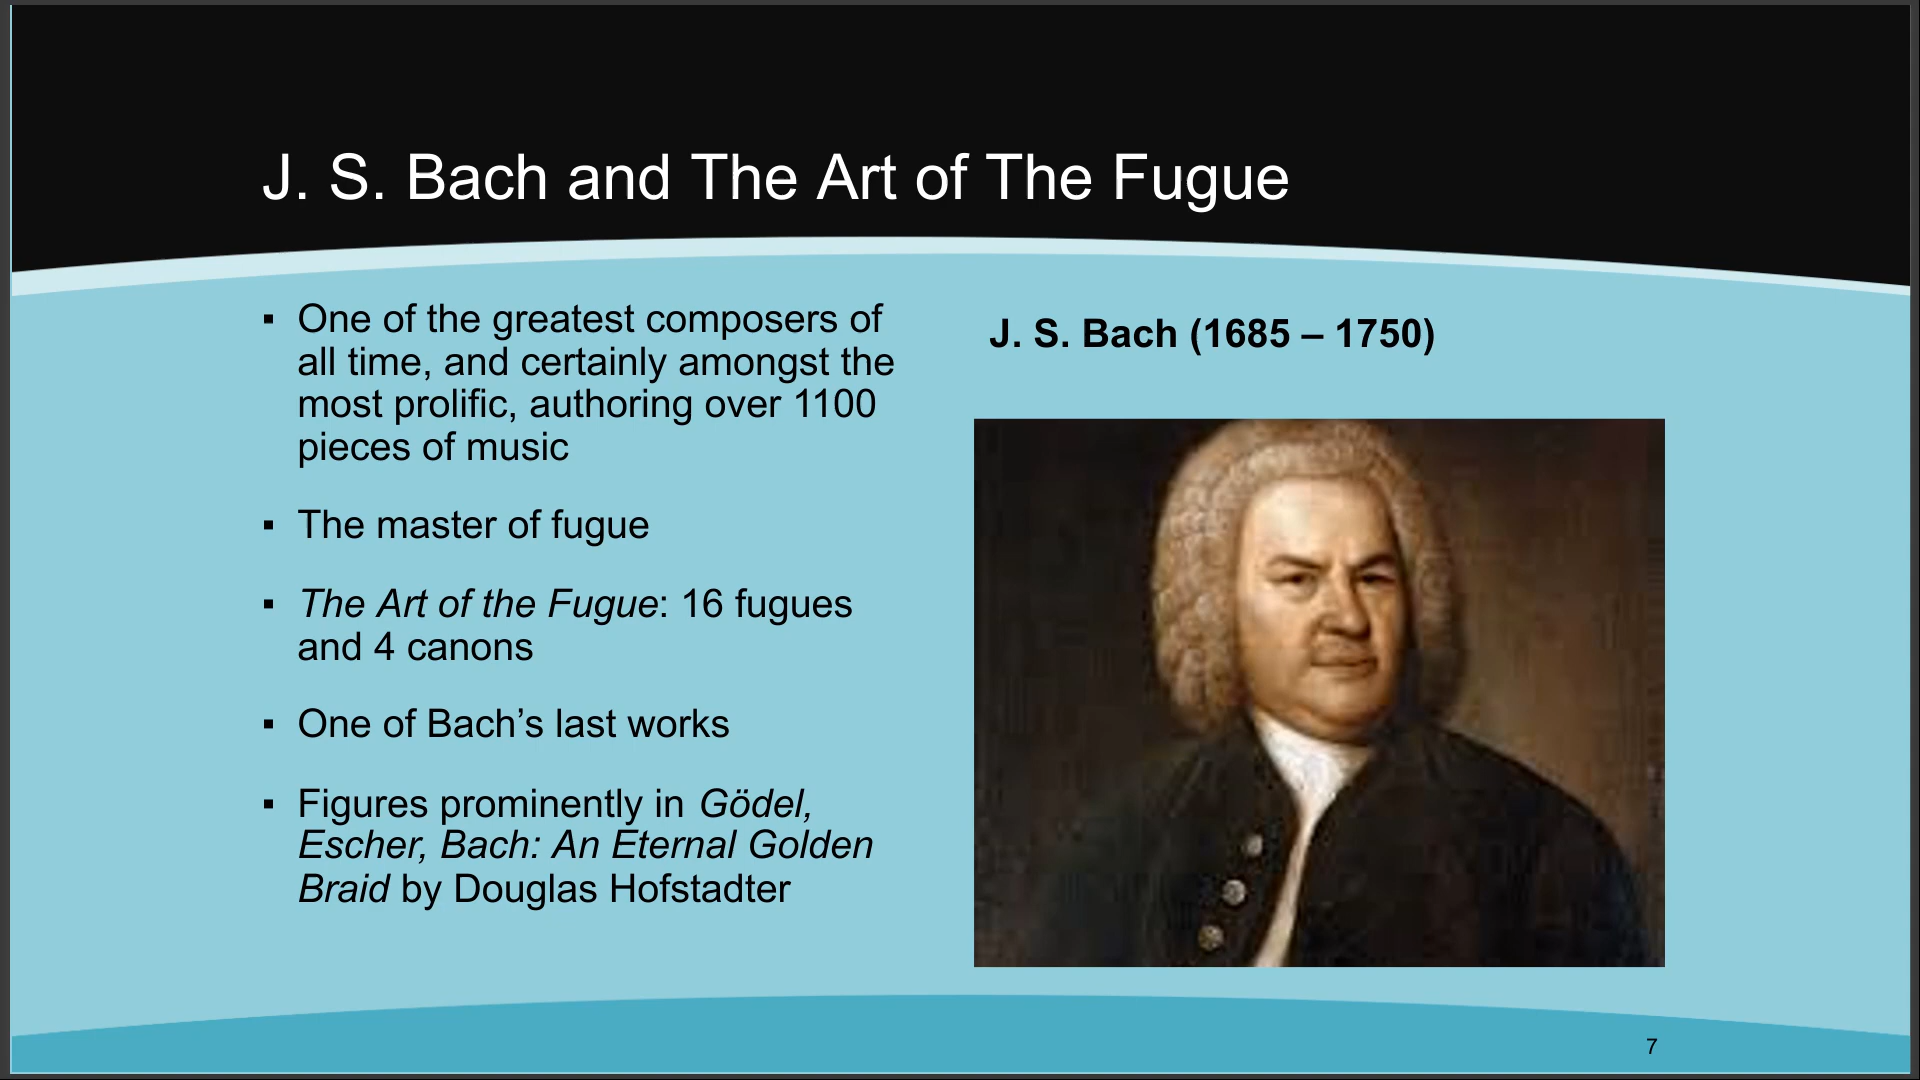 J. S. Bach and The Art of The Fugue
▪ One of the greatest composers of
all time, and certainly amongst the
most prolific, authoring over 1100
pieces of music
▪ The master of fugue
▪ The Art of the Fugue: 16 fugues
and 4 canons
▪ One of Bach’s last works
▪ Figures prominently in Gödel,
Escher, Bach: An Eternal Golden
Braid by Douglas Hofstadter
J. S. Bach (1685 – 1750)
7